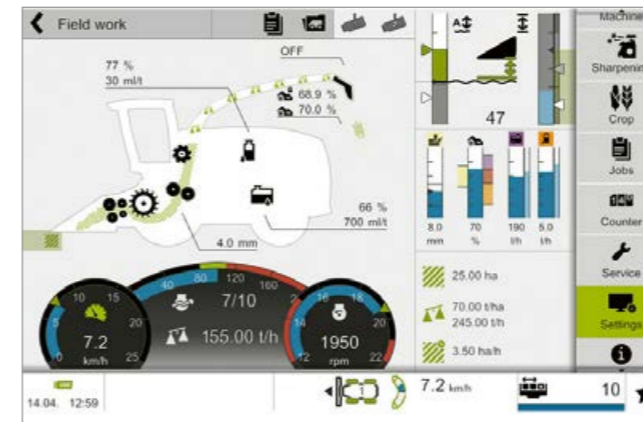 Field work
Machine
Sharpenin
Crop
Jobs
Counter
Service
Settings
77 %
30 ml/t
OFF
68.9 %
70.0 %
66 %
700 ml/t
4.0 mm
A
47
8.0 70 190 5.0
mm % l/h l/h
25.00 ha
70.00 t/ha
245.00 t/h
3.50 ha/h
0 5 10 15 20 25
7.2
km/h
40 80 120 160
7/10
155.00 t/h
12 14 16 18 20 22
1950
rpm
14.04. 12:59
1
7.2 km/h
10